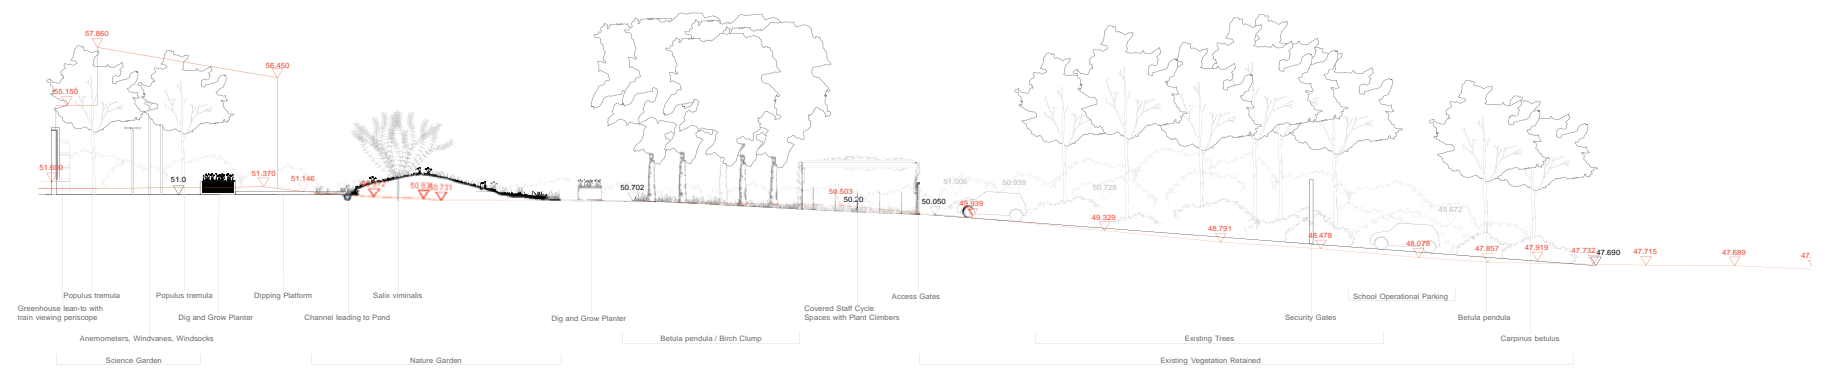 57.860
56.450
55.150
51.600
51.0
51.370
51.146
50.731
50.702
50.503
50.20
50.050
51.006
50.939
49.939
50.728
49.329
48.791
48.478
49.672
48.078
47.857
47.919
47.732
47.690
47.715
47.689
47.
Populus tremula
Populus tremula
Dipping Platform
Salix viminalis
Access Gates
School Operational Parking
Greenhouse lean-to with
train viewing periscope
Dig and Grow Planter
Channel leading to Pond
Dig and Grow Planter
Covered Staff Cycle
Spaces with Plant Climbers
Security Gates
Betula pendula
Anemometers, Windvanes, Windsocks
Betula pendula / Birch Clump
Existing Trees
Carpinus betulus
Science Garden
Nature Garden
Existing Vegetation Retained